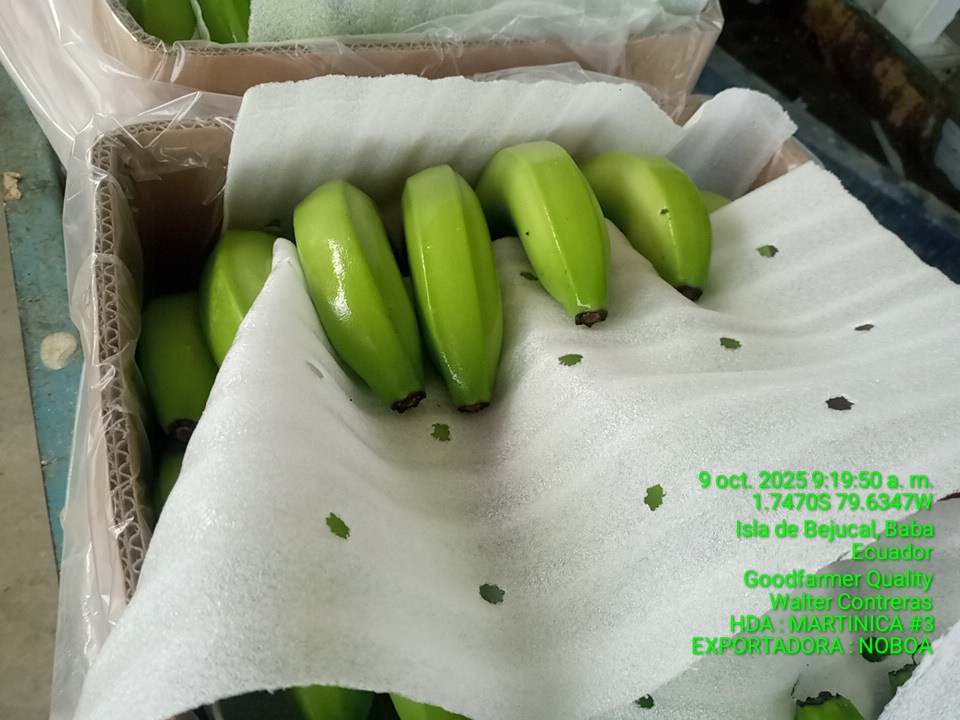 9 oct. 2025 9:19:50 a. m.
1.7470S 79.6347W
Isla de Bejucal, Baba
Ecuador
Goodfarmer Quality
Walter Contreras
HDA : MARTINICA #3
EXPORTADORA : NOBOA